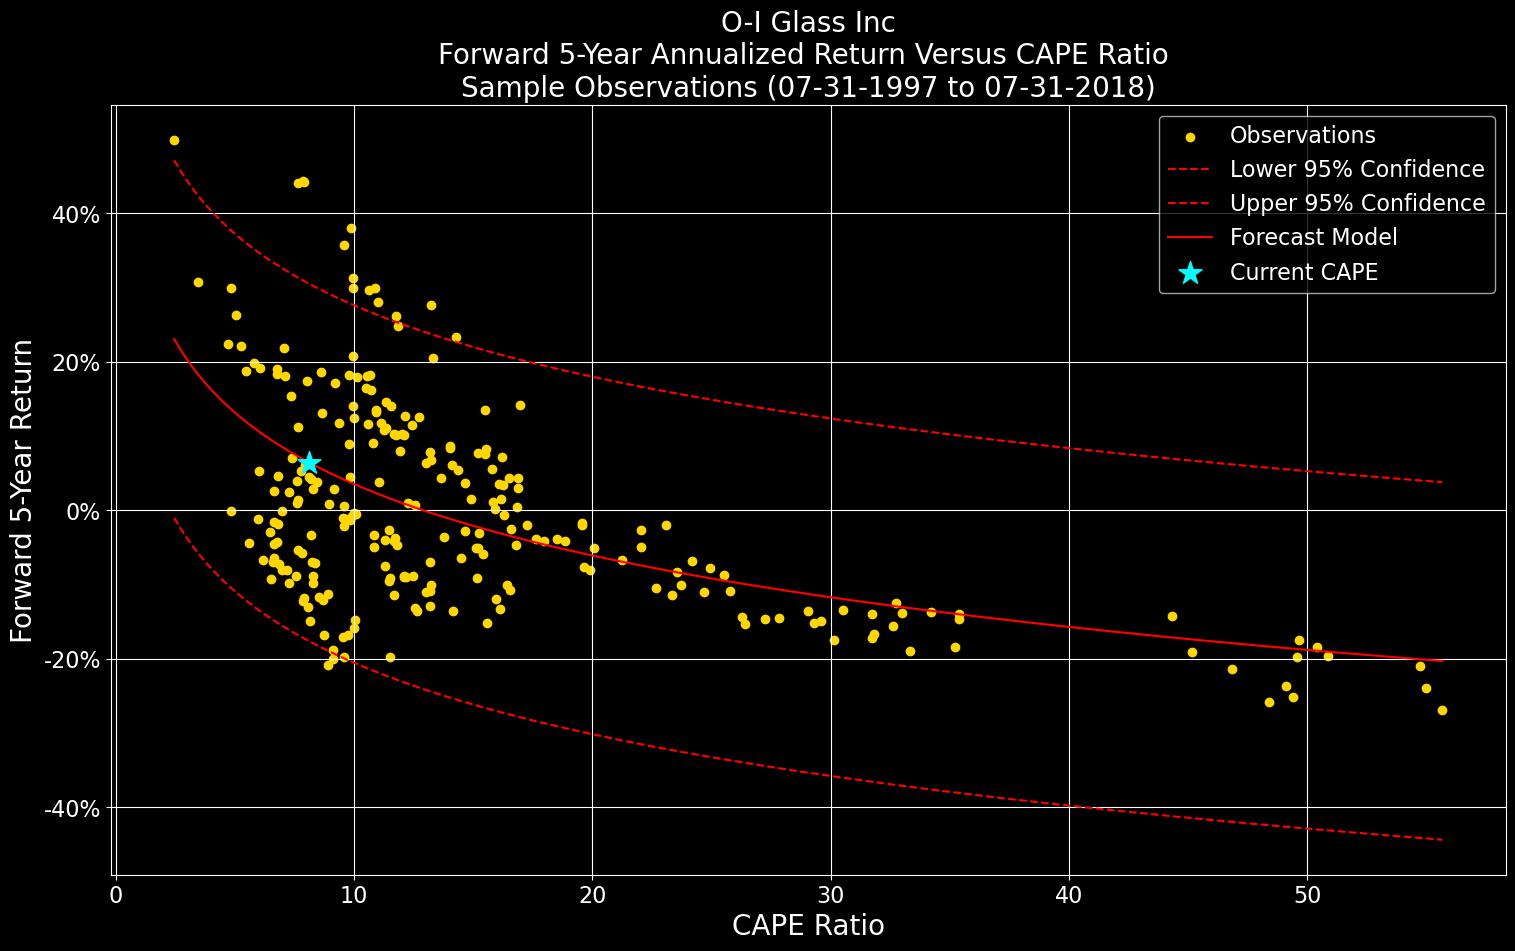 O-I Glass Inc
Forward 5-Year Annualized Return Versus CAPE Ratio
Sample Observations (07-31-1997 to 07-31-2018)
Observations
Lower 95% Confidence
Upper 95% Confidence
Forecast Model
Current CAPE
Forward 5-Year Return
40%
20%
0%
-20%
-40%
0 10 20 30 40 50
CAPE Ratio